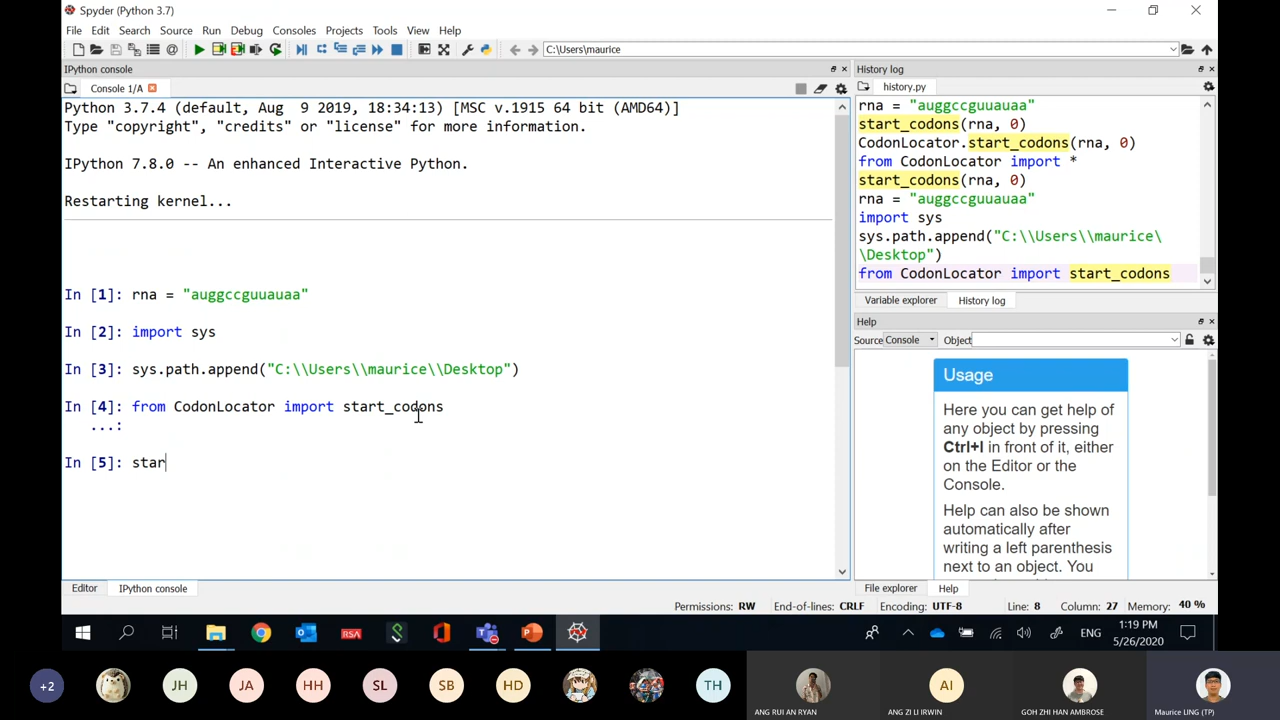 Spyder (Python 3.7)
File Edit Search Source Run Debug Consoles Projects Tools View Help
C:\Users\maurice
IPython console
Console 1/A
Python 3.7.4 (default, Aug  9 2019, 18:34:13) [MSC v.1915 64 bit (AMD64)]
Type "copyright", "credits" or "license" for more information.
IPython 7.8.0 -- An enhanced Interactive Python.
Restarting kernel...
In [1]: rna = "auggccguuauaa"
In [2]: import sys
In [3]: sys.path.append("C:\\Users\\maurice\\Desktop")
In [4]: from CodonLocator import start_codons
...:
In [5]: star
Editor IPython console
History log
history.py
rna = "auggccguuauaa"
start_codons(rna, 0)
CodonLocator.start_codons(rna, 0)
from CodonLocator import *
start_codons(rna, 0)
rna = "auggccguuauaa"
import sys
sys.path.append("C:\\Users\\maurice\
\Desktop")
from CodonLocator import start_codons
Variable explorer History log
Help
Source Console Object
Usage
Here you can get help of
any object by pressing
Ctrl+I in front of it, either
on the Editor or the
Console.
Help can also be shown
automatically after
writing a left parenthesis
next to an object. You
File explorer Help
Permissions: RW End-of-lines: CRLF Encoding: UTF-8 Line: 8 Column: 27 Memory: 40 %
RSA
ENG
1:19 PM
5/26/2020
+2 JH JA HH SL SB HD TH AI
ANG RUI AN RYAN ANG ZI LI IRWIN GOH ZHI HAN AMBROSE Maurice LING (TP)